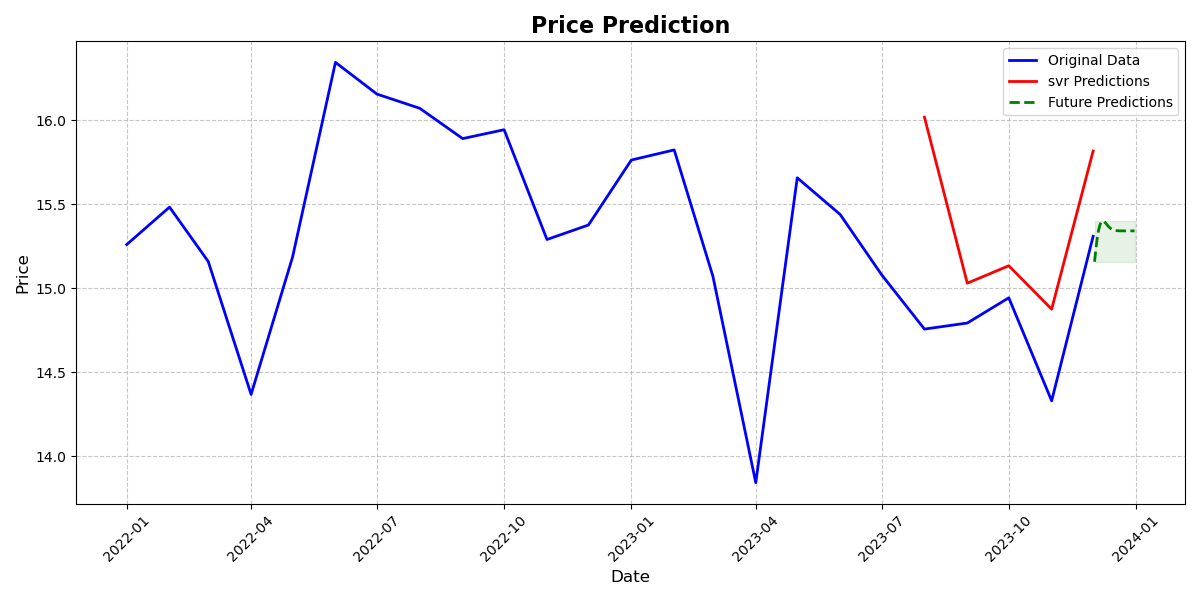 Price Prediction
Original Data
svr Predictions
Future Predictions
Price
16.0
15.5
15.0
14.5
14.0
2022-01
2022-04
2022-07
2022-10
2023-01
2023-04
2023-07
2023-10
2024-01
Date